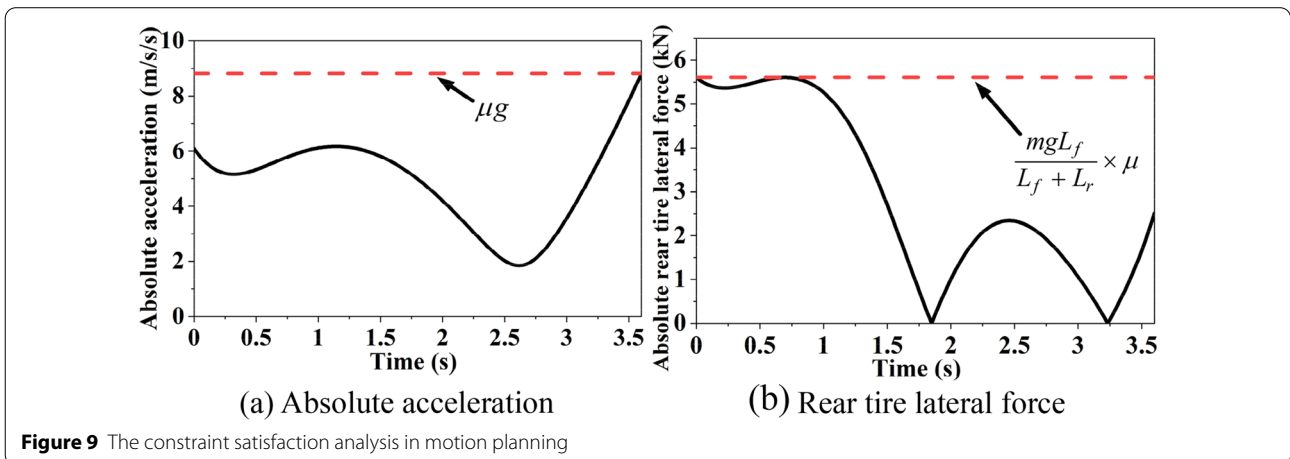 Absolute acceleration (m/s/s)
10
8
6
4
2
0
μg
0 0.5 1 1.5 2 2.5 3 3.5
Time (s)
(a) Absolute acceleration
Absolute rear tire lateral force (kN)
6
5
4
3
2
1
0
mgL_f
L_f + L_r × μ
0 0.5 1 1.5 2 2.5 3 3.5
Time (s)
(b) Rear tire lateral force
Figure 9 The constraint satisfaction analysis in motion planning